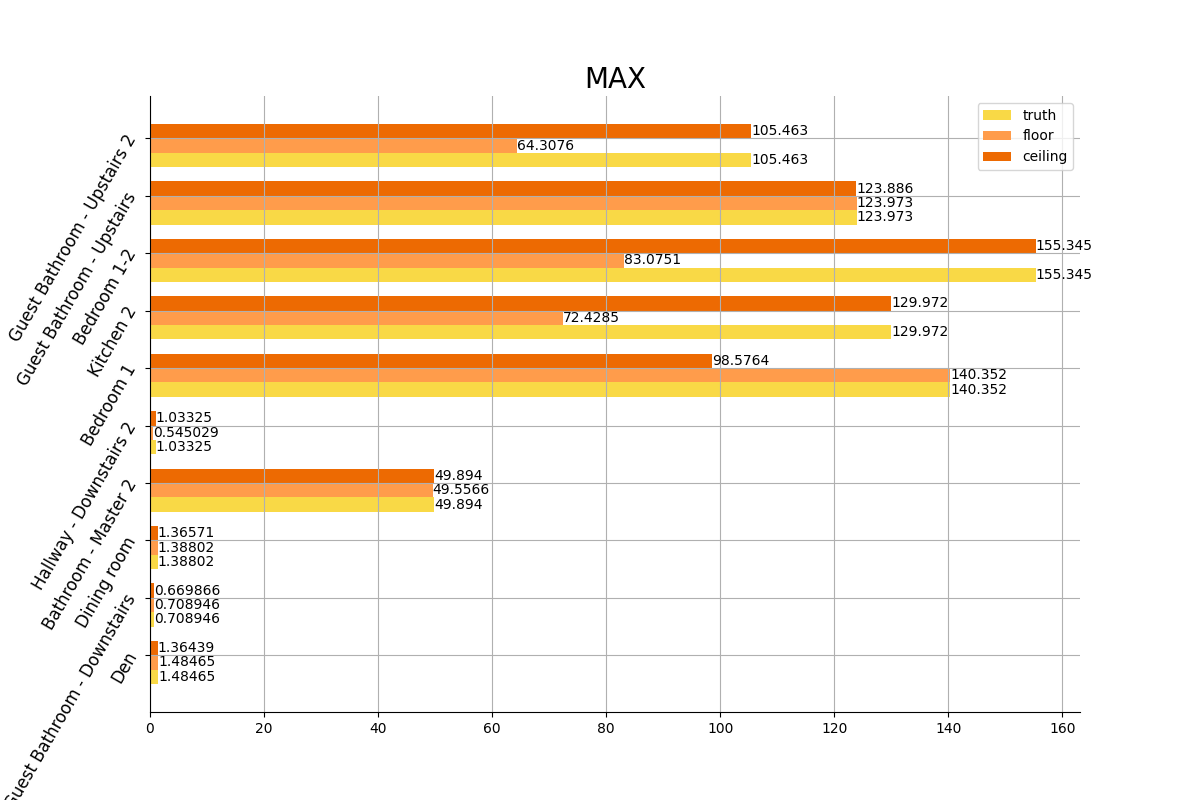 MAX
truth
floor
ceiling
Guest Bathroom - Upstairs 2
105.463
64.3076
105.463
Guest Bathroom - Upstairs
123.886
123.973
123.973
Bedroom 1-2
155.345
83.0751
155.345
Kitchen 2
129.972
72.4285
129.972
Bedroom 1
98.5764
140.352
140.352
Hallway - Downstairs 2
1.03325
0.545029
1.03325
Bathroom - Master 2
49.894
49.5566
49.894
Dining room
1.36571
1.38802
1.38802
Guest Bathroom - Downstairs
0.669866
0.708946
0.708946
Den
1.36439
1.48465
1.48465
0 20 40 60 80 100 120 140 160